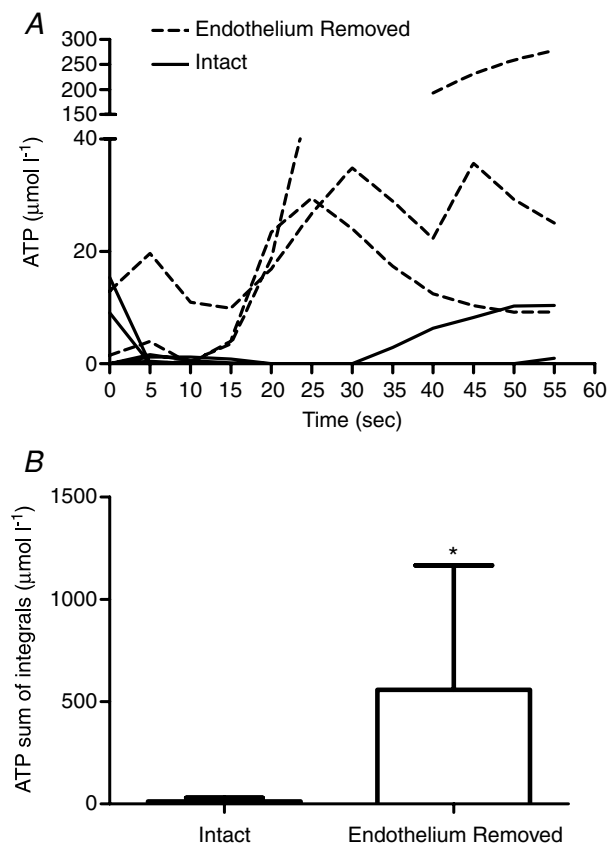 A
Endothelium Removed
Intact
300
250
200
150
40
20
0
ATP (μmol l⁻¹)
0 5 10 15 20 25 30 35 40 45 50 55 60
Time (sec)
B
1500
1000
500
0
ATP sum of integrals (μmol l⁻¹)
*
Intact Endothelium Removed